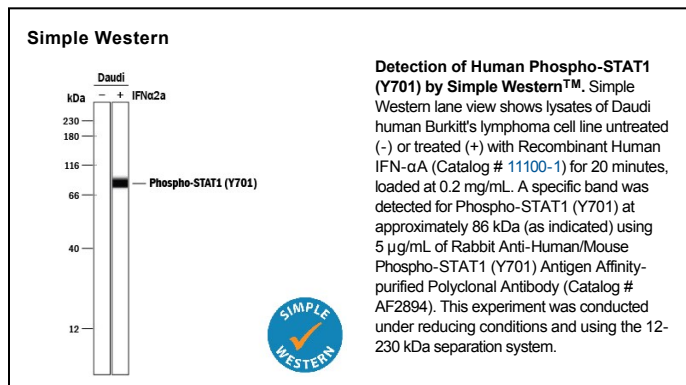 Simple Western
Daudi
kDa
– + IFNα2a
230
180
116
66
40
12
Phospho-STAT1 (Y701)
SIMPLE
WESTERN
Detection of Human Phospho-STAT1
(Y701) by Simple Western™. Simple
Western lane view shows lysates of Daudi
human Burkitt's lymphoma cell line untreated
(-) or treated (+) with Recombinant Human
IFN-αA (Catalog # 11100-1) for 20 minutes,
loaded at 0.2 mg/mL. A specific band was
detected for Phospho-STAT1 (Y701) at
approximately 86 kDa (as indicated) using
5 µg/mL of Rabbit Anti-Human/Mouse
Phospho-STAT1 (Y701) Antigen Affinity-
purified Polyclonal Antibody (Catalog #
AF2894). This experiment was conducted
under reducing conditions and using the 12-
230 kDa separation system.